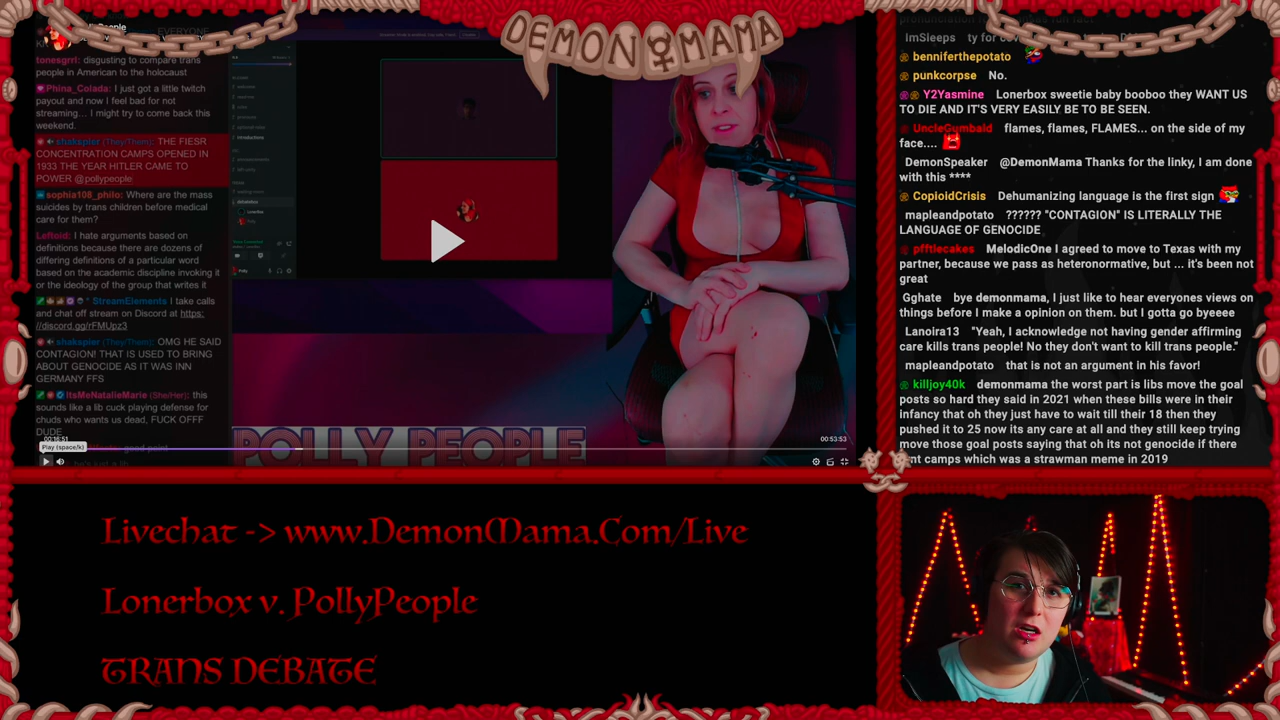 DEMON MAMA
EVERYONE
tonesgrrl: disgusting to compare trans
people in American to the holocaust
Phina_Colada: I just got a little twitch
payout and now I feel bad for not
streaming... I might try to come back this
weekend.
shakspier (They/Them): THE FIESR
CONCENTRATION CAMPS OPENED IN
1933 THE YEAR HITLER CAME TO
POWER @pollypeople
sophia108_philo: Where are the mass
suicides by trans children before medical
care for them?
Leftoid: I hate arguments based on
definitions because there are dozens of
differing definitions of a particular word
based on the academic discipline invoking it
or the ideology of the group that writes it
StreamElements I take calls
and chat off stream on Discord at https:
//discord.gg/rFMUpz3
shakspier (They/Them): OMG HE SAID
CONTAGION! THAT IS USED TO BRING
ABOUT GENOCIDE AS IT WAS INN
GERMANY FFS
ItsMeNatalieMarie (She/Her): this
sounds like a lib cuck playing defense for
chuds who wants us dead, FUCK OFFF
DUDE
00:16:51
Play (space/k)
00:53:53
POLLY PEOPLE
ImSleeps
benniferthepotato
punkcorpse No.
Y2Yasmine Lonerbox sweetie baby booboo they WANT US
TO DIE AND IT'S VERY EASILY BE TO BE SEEN.
UncleGumbald flames, flames, FLAMES... on the side of my
face....
DemonSpeaker @DemonMama Thanks for the linky, I am done
with this ****
CopioidCrisis Dehumanizing language is the first sign
mapleandpotato ????? "CONTAGION" IS LITERALLY THE
LANGUAGE OF GENOCIDE
pfftlecakes MelodicOne I agreed to move to Texas with my
partner, because we pass as heteronormative, but ... it's been not
great
Gghate bye demonmama, I just like to hear everyones views on
things before I make a opinion on them. but I gotta go byeeee
Lanoira13 "Yeah, I acknowledge not having gender affirming
care kills trans people! No they don't want to kill trans people."
mapleandpotato that is not an argument in his favor!
killjoy40k demonmama the worst part is libs move the goal
posts so hard they said in 2021 when these bills were in their
infancy that oh they just have to wait till their 18 then they
pushed it to 25 now its any care at all and they still keep trying
move those goal posts saying that oh its not genocide if there
camps which was a strawman meme in 2019
Livechat -> www.DemonMama.Com/Live
Lonerbox v. PollyPeople
TRANS DEBATE